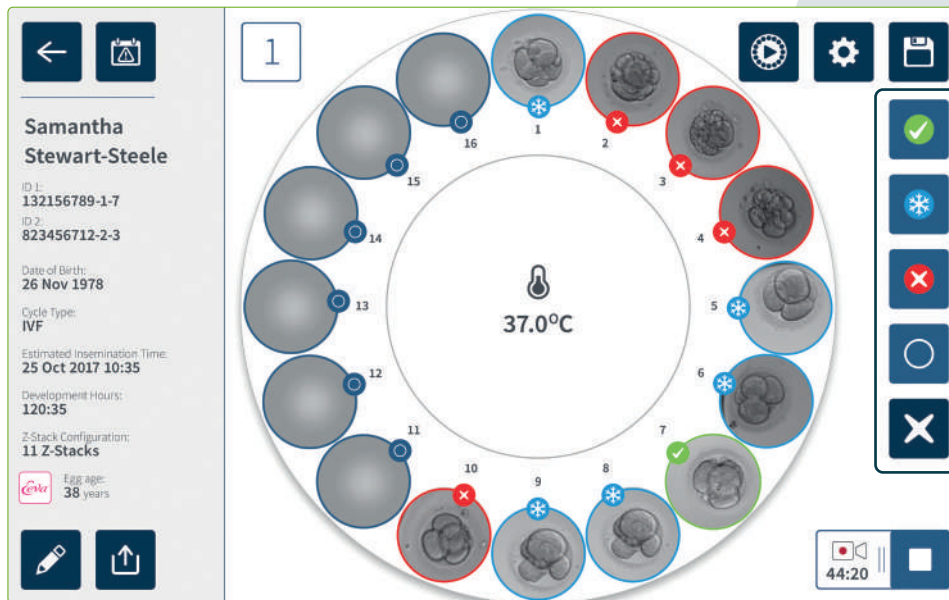 Samantha
Stewart-Steele
ID 1:
132156789-1-7
ID 2:
823456712-2-3
Date of Birth:
26 Nov 1978
Cycle Type:
IVF
Estimated Insemination Time:
25 Oct 2017 10:35
Development Hours:
120:35
Z-Stack Configuration:
11 Z-Stacks
eeva
Egg age:
38 years
1
1
2
3
4
5
6
7
8
9
10
11
12
13
14
15
16
37.0°C
44:20